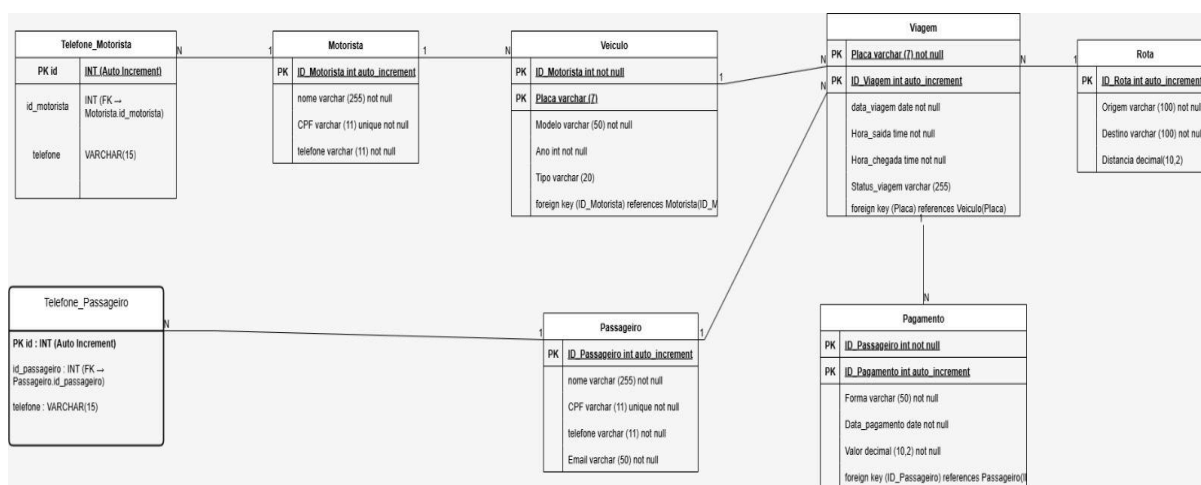 Telefone_Motorista
PK id INT (Auto Increment)
id_motorista INT (FK →
Motorista.id_motorista)
telefone VARCHAR(15)
N
1
Motorista
PK ID_Motorista int auto_increment
nome varchar (255) not null
CPF varchar (11) unique not null
telefone varchar (11) not null
1
N
Veiculo
PK ID_Motorista int not null
PK Placa varchar (7)
Modelo varchar (50) not null
Ano int not null
Tipo varchar (20)
foreign key (ID_Motorista) references Motorista(ID_M
1
N
N
Viagem
PK Placa varchar (7) not null
PK ID_Viagem int auto_increment
data_viagem date not null
Hora_saida time not null
Hora_chegada time not null
Status_viagem varchar (255)
foreign key (Placa) references Veiculo(Placa)
N
1
Rota
PK ID_Rota int auto_increment
Origem varchar (100) not nul
Destino varchar (100) not nul
Distancia decimal(10,2)
1
N
Telefone_Passageiro
PK id : INT (Auto Increment)
id_passageiro : INT (FK →
Passageiro.id_passageiro)
telefone : VARCHAR(15)
N
1
Passageiro
PK ID_Passageiro int auto_increment
nome varchar (255) not null
CPF varchar (11) unique not null
telefone varchar (11) not null
Email varchar (50) not null
1
Pagamento
PK ID_Passageiro int not null
PK ID_Pagamento int auto_increment
Forma varchar (50) not null
Data_pagamento date not null
Valor decimal (10,2) not null
foreign key (ID_Passageiro) references Passageiro(I